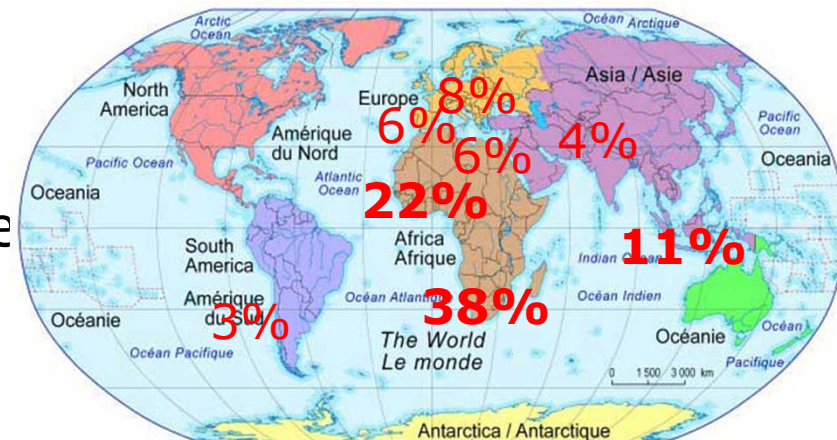 Arctic
Ocean
Océan Arctique
Asia / Asie
North
America
Europe
8%
Pacific
Ocean
6%
4%
Amérique
du Nord
6%
Oceania
Pacific Ocean
Atlantic
Ocean
Oceania
22%
e
South
America
Africa
Afrique
11%
Indian
Amérique
du Sud
3%
Océan
38%
Océan Indien
Océanie
The World
Le monde
Océanie
Océan
Pacifique
Océan Pacifique
0 1 500 3 000 km
Antarctica / Antarctique